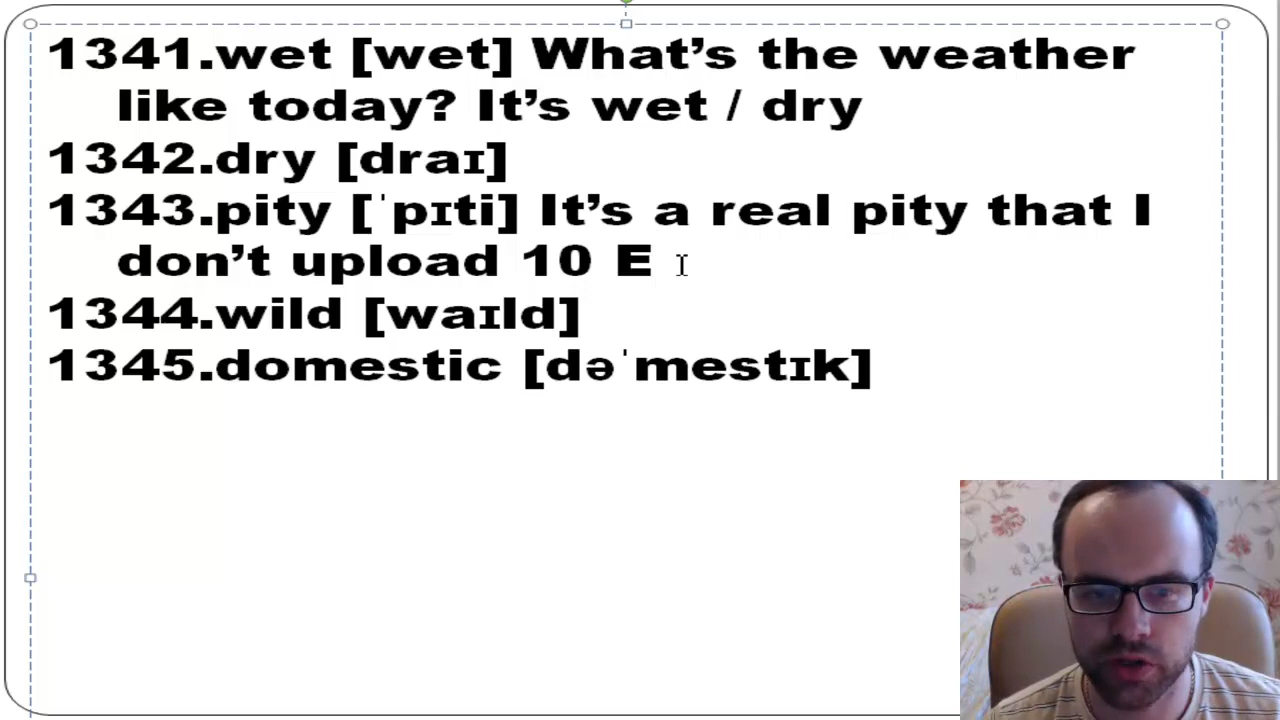 1341.wet [wet] What’s the weather
like today? It’s wet / dry
1342.dry [draɪ]
1343.pity [ˈpɪti] It’s a real pity that I
don’t upload 10 E
1344.wild [waɪld]
1345.domestic [dəˈmestɪk]